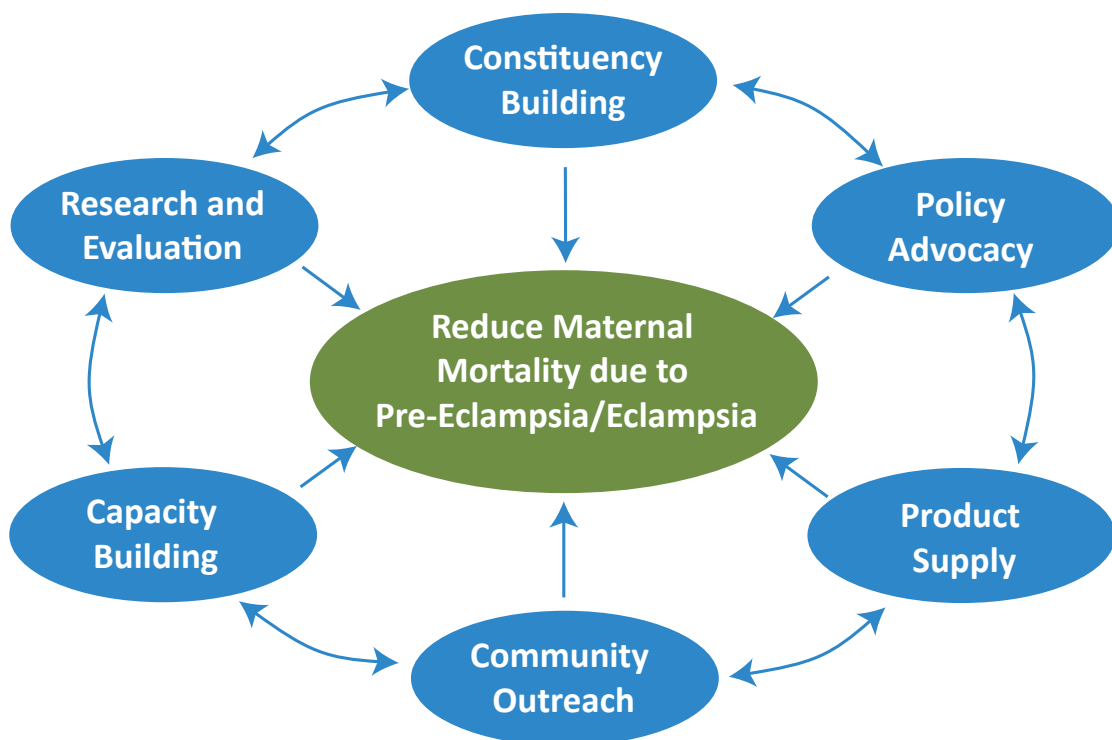 Constituency
Building
Research and
Evaluation
Policy
Advocacy
Reduce Maternal
Mortality due to
Pre-Eclampsia/Eclampsia
Capacity
Building
Product
Supply
Community
Outreach